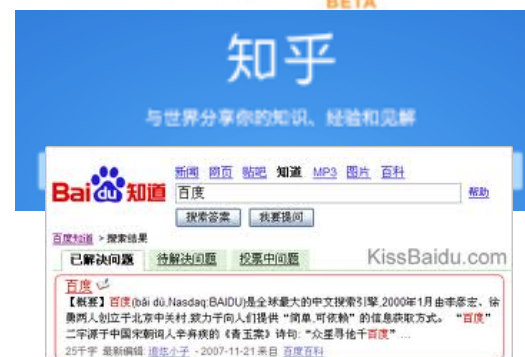 BETA
知乎
与世界分享你的知识、经验和见解
Baidu 知道
新闻 网页 贴吧 知道 MP3 图片 百科
百度
帮助
搜索答案 我要提问
百度知道 > 搜索结果
已解决问题 待解决问题 投票中问题
KissBaidu.com
百度
【概要】百度(bǎi dù,Nasdaq:BAIDU)是全球最大的中文搜索引擎,2000年1月由李彦宏、徐
勇两人创立于北京中关村,致力于向人们提供“简单,可依赖”的信息获取方式。 “百度”
二字源于中国宋朝词人辛弃疾的《青玉案》诗句:“众里寻他千百度”...
25千字 最新编辑: 追炫小子 - 2007-11-21 来自 百度百科